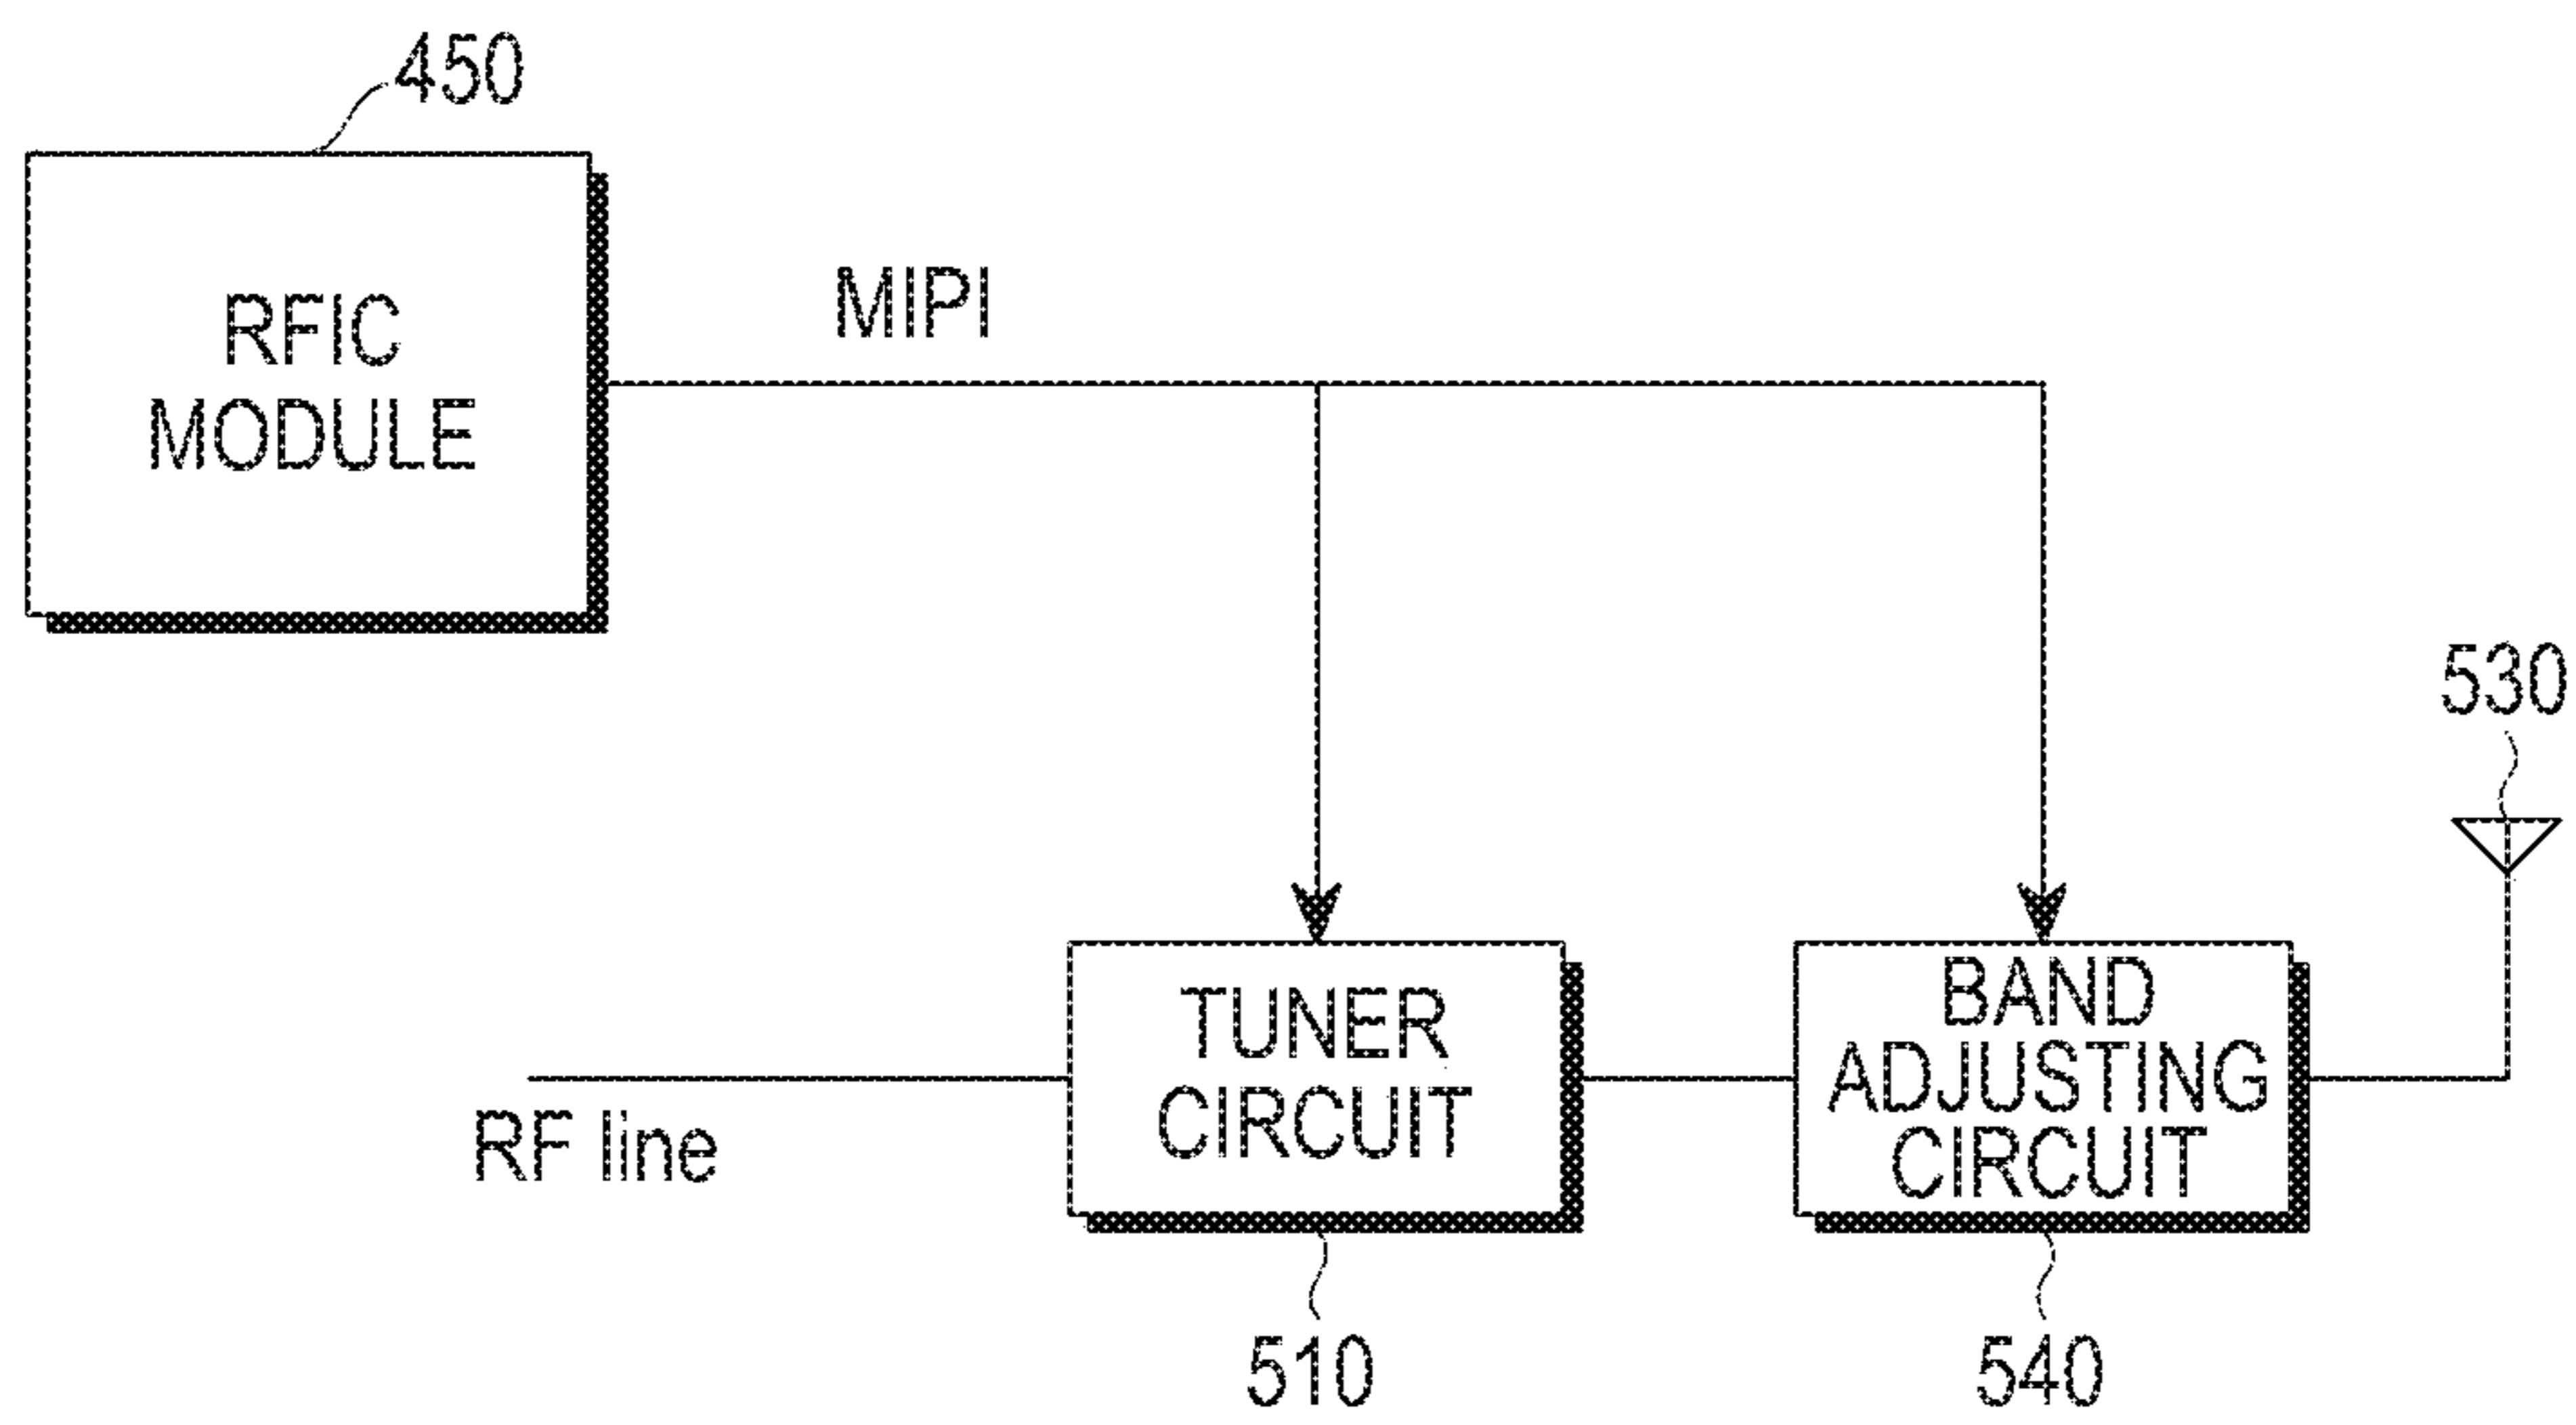 450
RFIC
MODULE
MIPI
530
TUNER
CIRCUIT
BAND
ADJUSTING
CIRCUIT
RF line
510
540